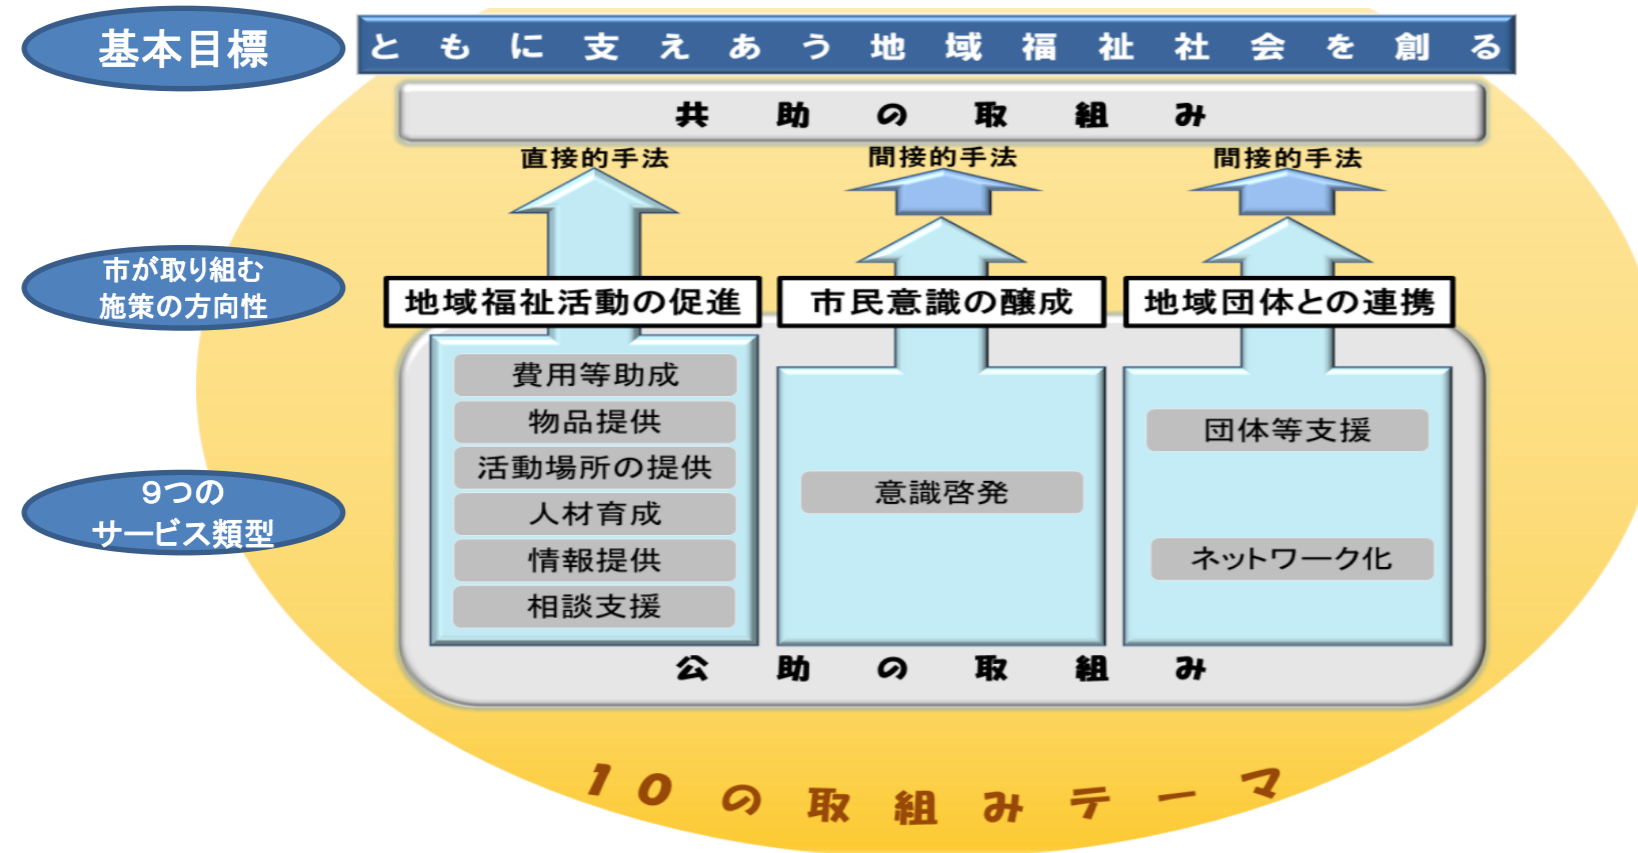 基本目標
ともに支えあう地域福祉社会を創る
共助の取組み
直接的手法
間接的手法
間接的手法
市が取り組む
施策の方向性
地域福祉活動の促進
市民意識の醸成
地域団体との連携
9つの
サービス類型
費用等助成
物品提供
活動場所の提供
人材育成
情報提供
相談支援
意識啓発
団体等支援
ネットワーク化
公助の取組み
10の取組みテーマ